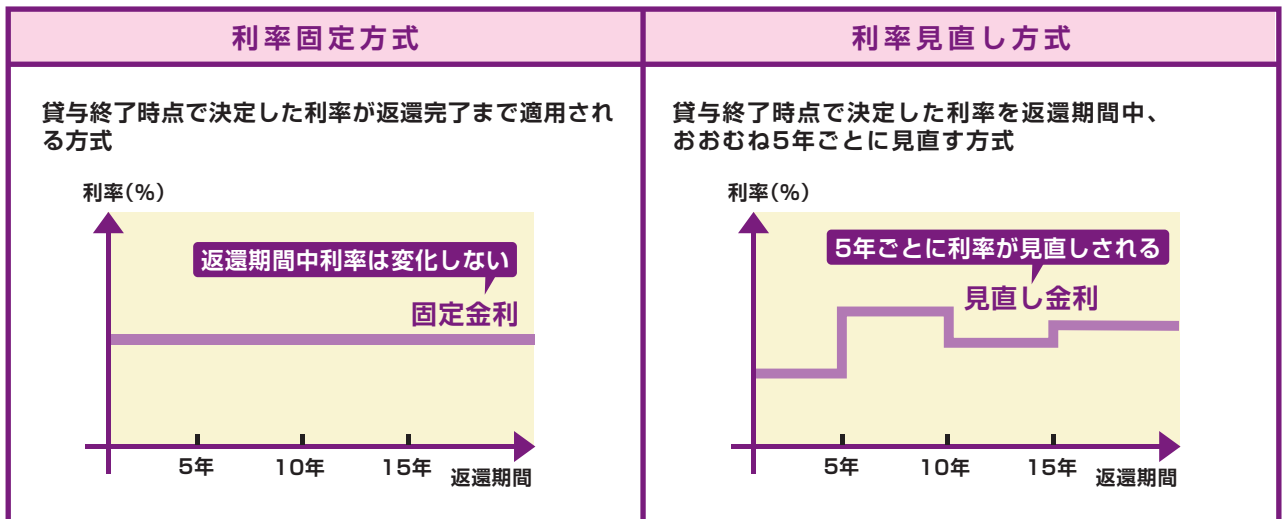 利率固定方式
貸与終了時点で決定した利率が返還完了まで適用され
る方式
利率(%)
返還期間中利率は変化しない
固定金利
5年
10年
15年
返還期間
利率見直し方式
貸与終了時点で決定した利率を返還期間中、
おおむね5年ごとに見直す方式
利率(%)
5年ごとに利率が見直しされる
見直し金利
5年
10年
15年
返還期間